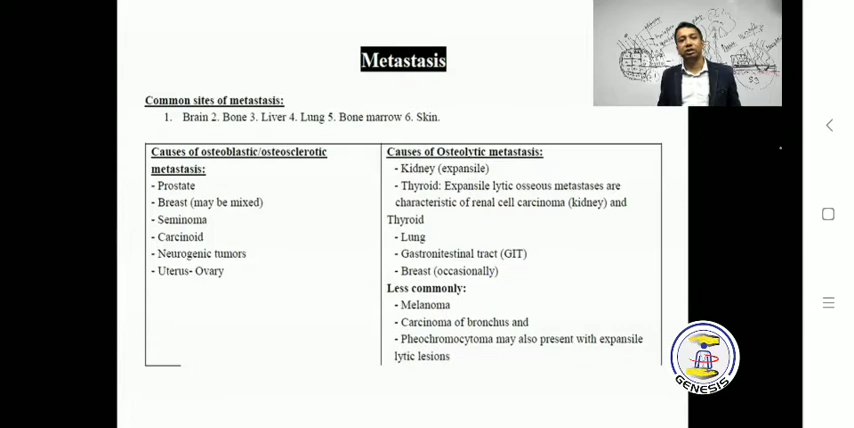 Metastasis
Common sites of metastasis:
1. Brain 2. Bone 3. Liver 4. Lung 5. Bone marrow 6. Skin.
Causes of osteoblastic/osteosclerotic
metastasis:
- Prostate
- Breast (may be mixed)
- Seminoma
- Carcinoid
- Neurogenic tumors
- Uterus- Ovary
Causes of Osteolytic metastasis:
- Kidney (expansile)
- Thyroid: Expansile lytic osseous metastases are
characteristic of renal cell carcinoma (kidney) and
Thyroid
- Lung
- Gastronitestinal tract (GIT)
- Breast (occasionally)
Less commonly:
- Melanoma
- Carcinoma of bronchus and
- Pheochromocytoma may also present with expansile
lytic lesions
GENESIS